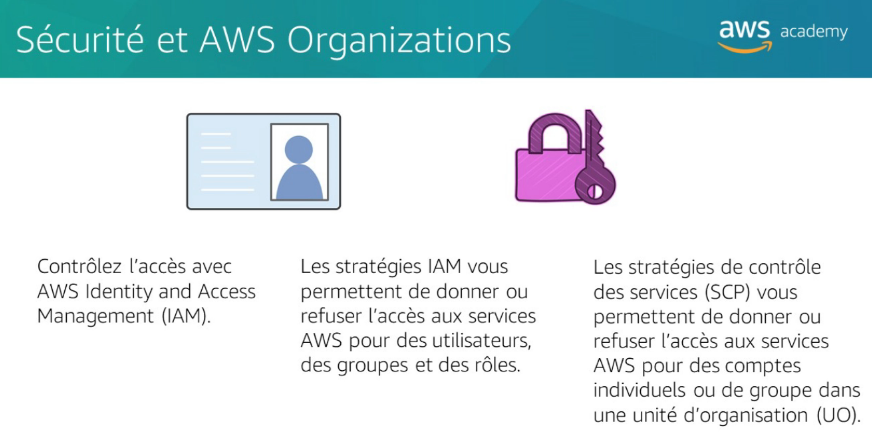 Sécurité et AWS Organizations
aws academy
Contrôlez l'accès avec
AWS Identity and Access
Management (IAM).
Les stratégies IAM vous
permettent de donner ou
refuser l'accès aux services
AWS pour des utilisateurs,
des groupes et des rôles.
Les stratégies de contrôle
des services (SCP) vous
permettent de donner ou
refuser l'accès aux services
AWS pour des comptes
individuels ou de groupe dans
une unité d'organisation (UO).